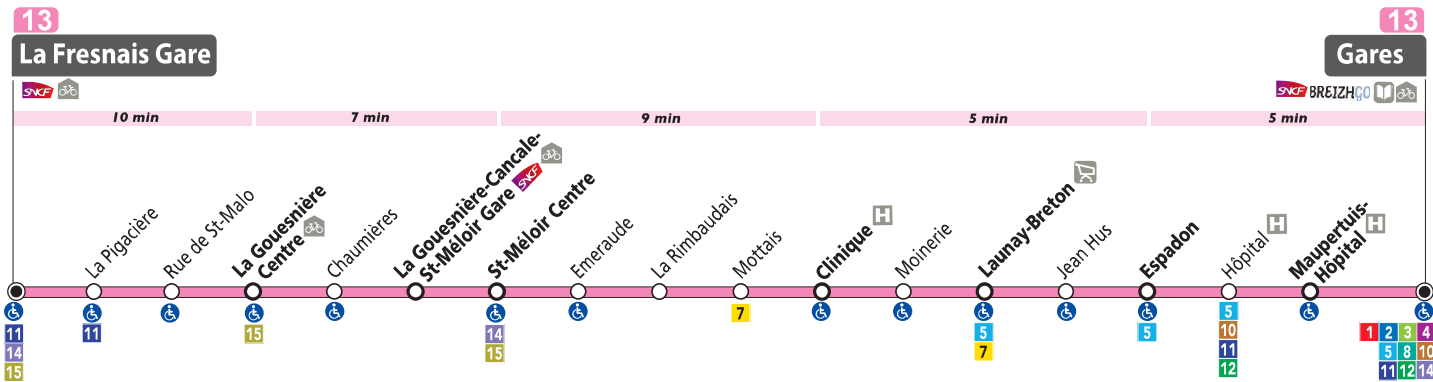 13
13
La Fresnais Gare
Gares
SNCF
SNCF BREIZHGO
10 min
7 min
9 min
5 min
5 min
La Pigacière
Rue de St-Malo
La Gouesnière
Centre
Chaumières
La Gouesnière-Cancale-
St-Méloir Gare SNCF
St-Méloir Centre
Emeraude
La Rimbaudais
Mottais
Clinique H
Moinerie
Launay-Breton
Jean Hus
Espadon
Hôpital H
Maupertuis-
Hôpital H
11
14
15
11
15
14
15
7
5
7
5
5
10
11
12
1 2 3 4
5 8 10
11 12 14